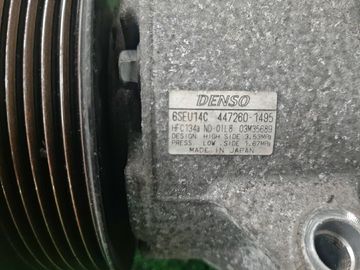 DENSO
6SEU14C 447260-1495
HFC134a ND-OIL8 03M35689
DESIGN HIGH SIDE 3.53MPa
PRESS. LOW SIDE 1.67MPa
MADE IN JAPAN